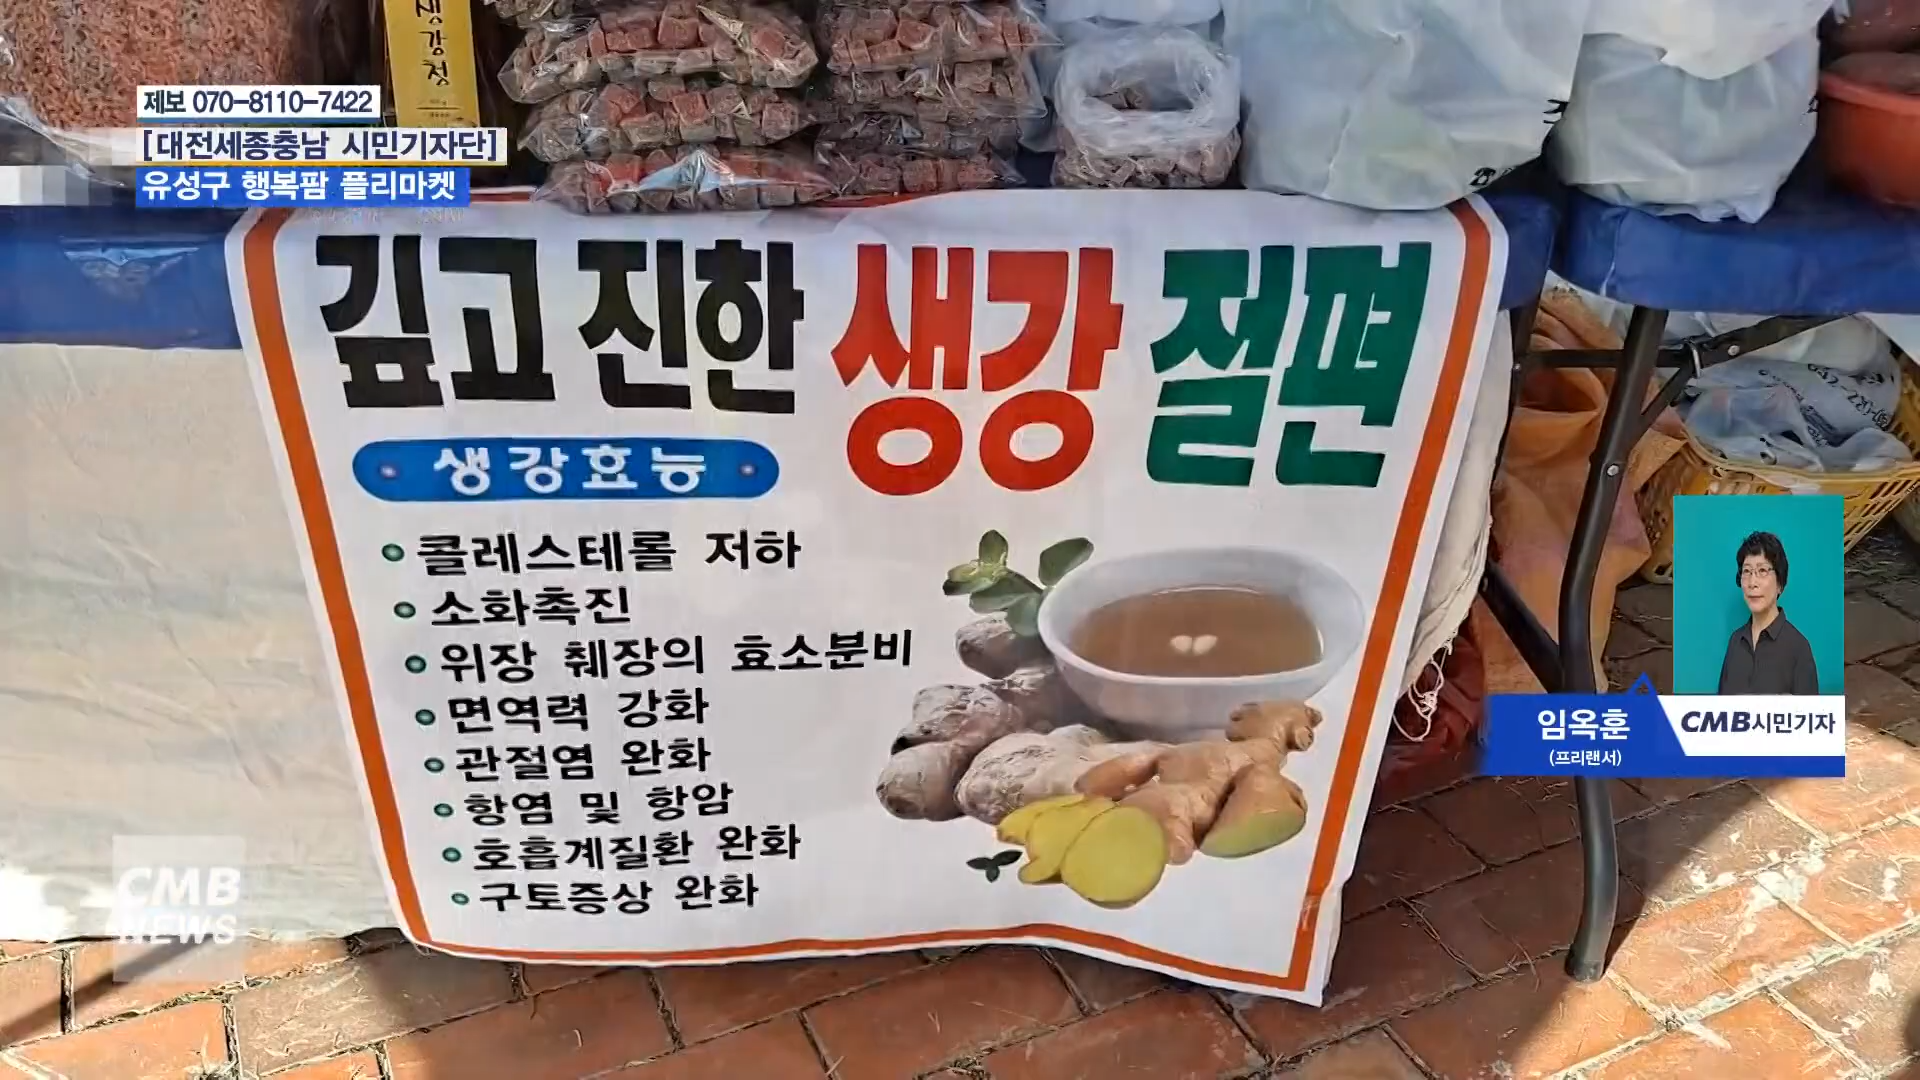 생강청
제보 070-8110-7422
[대전세종충남 시민기자단]
유성구 행복팜 플리마켓
깊고 진한 생강 절편
생강효능
콜레스테롤 저하
소화촉진
위장 췌장의 효소분비
면역력 강화
관절염 완화
항염 및 항암
호흡계질환 완화
구토증상 완화
임옥훈
(프리랜서)
CMB시민기자
CMB
NEWS